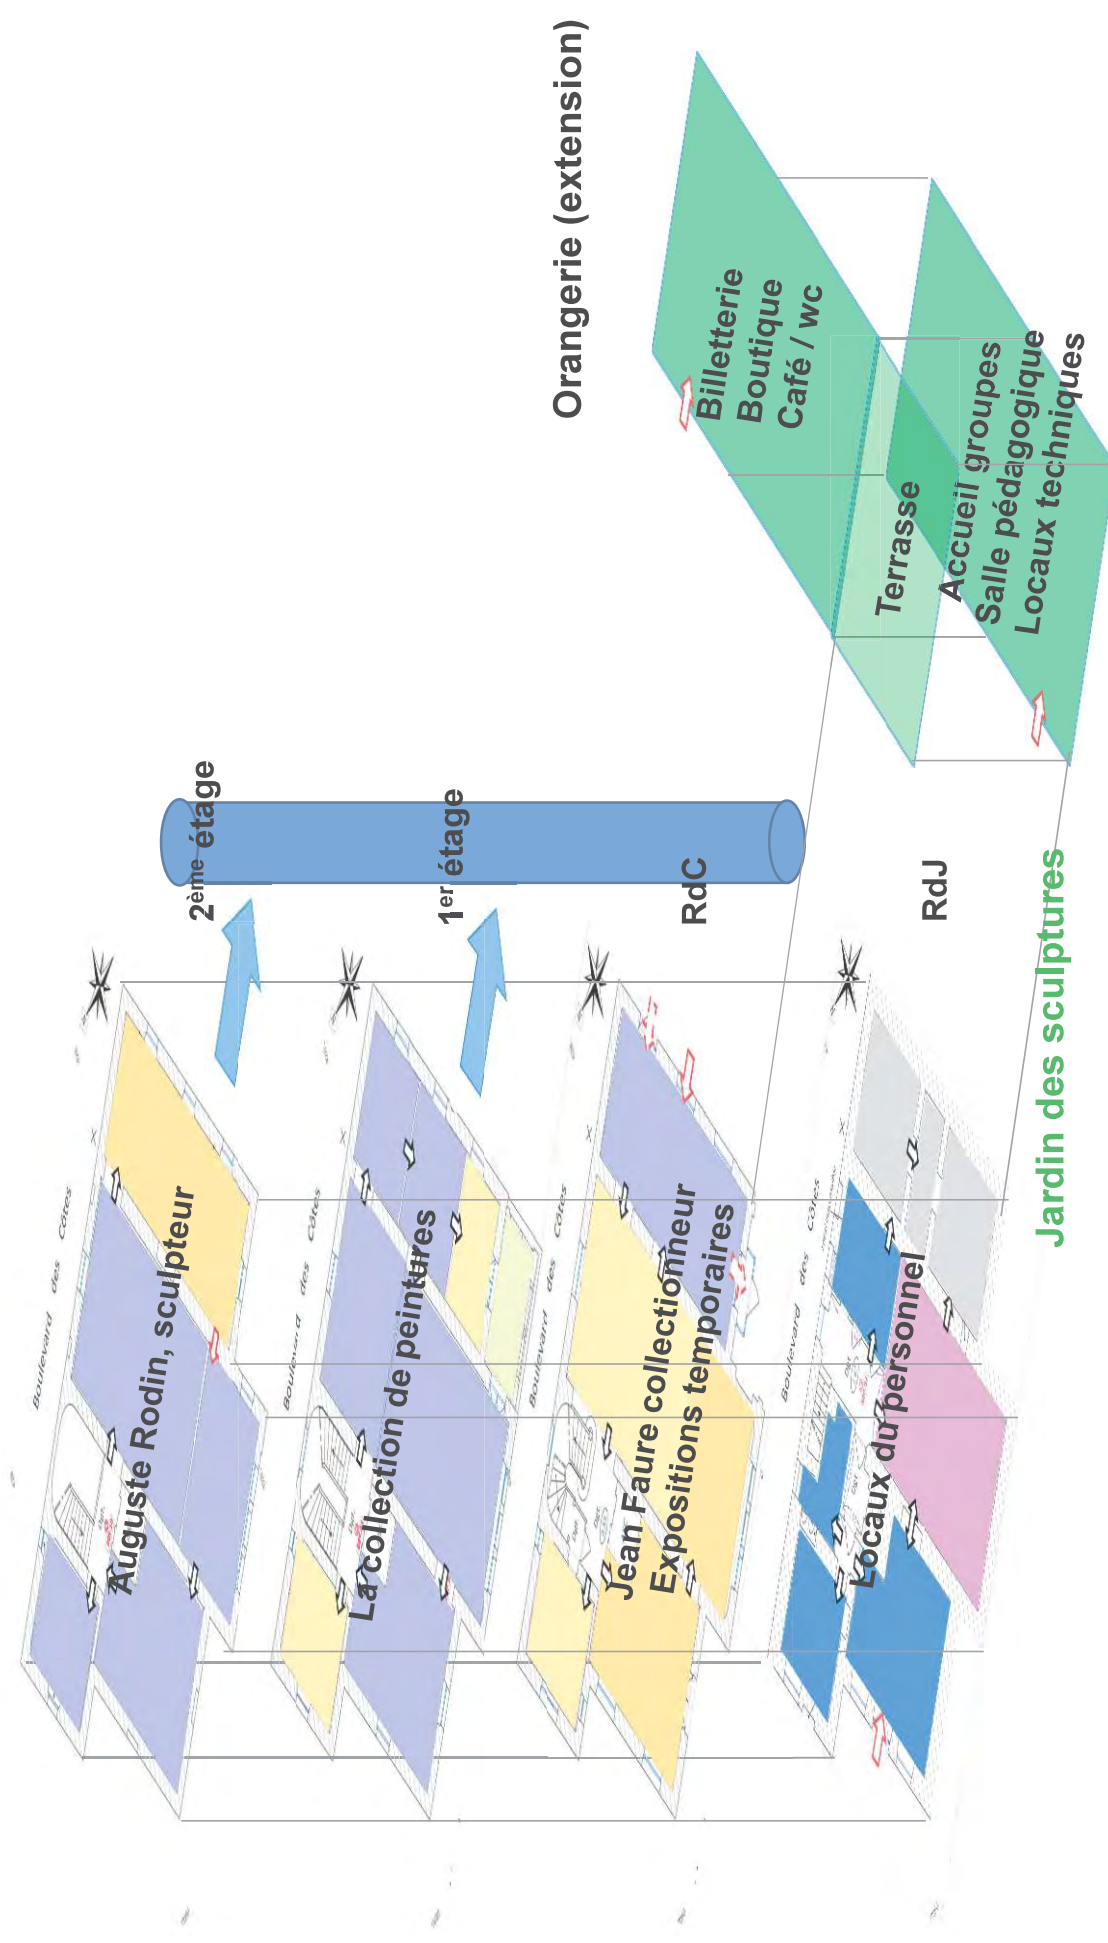 Orangerie (extension)
Billetterie
Boutique
Café / wc
Terrasse
Accueil groupes
Salle pédagogique
Locaux techniques
2ème étage
1er étage
RdC
RdJ
Jardin des sculptures
Boulevard des Côtes
Auguste Rodin, sculpteur
Boulevard des Côtes
La collection de peintures
Boulevard des Côtes
Jean Faure collectionneur
Expositions temporaires
Boulevard des Côtes
Locaux du personnel